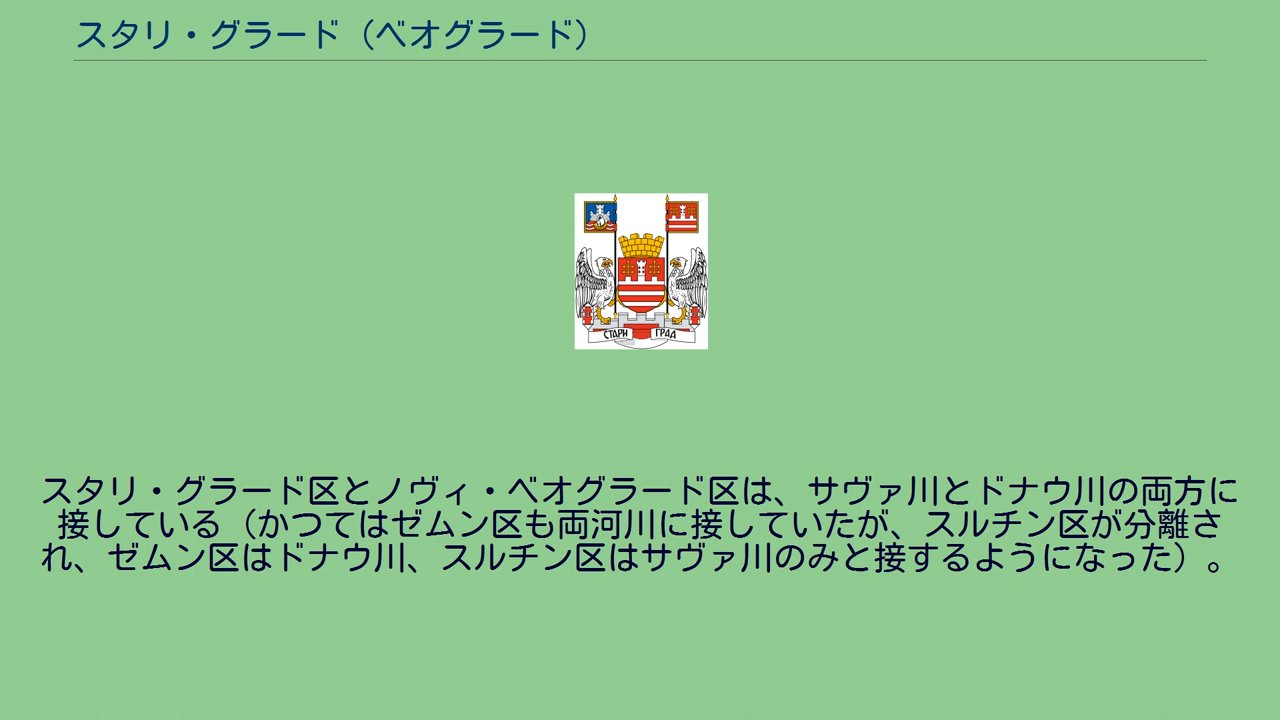 スタリ・グラード（ベオグラード）
СТАРИ ГРАД
スタリ・グラード区とノヴィ・ベオグラード区は、サヴァ川とドナウ川の両方に
接している（かつてはゼムン区も両河川に接していたが、スルチン区が分離さ
れ、ゼムン区はドナウ川、スルチン区はサヴァ川のみと接するようになった）。